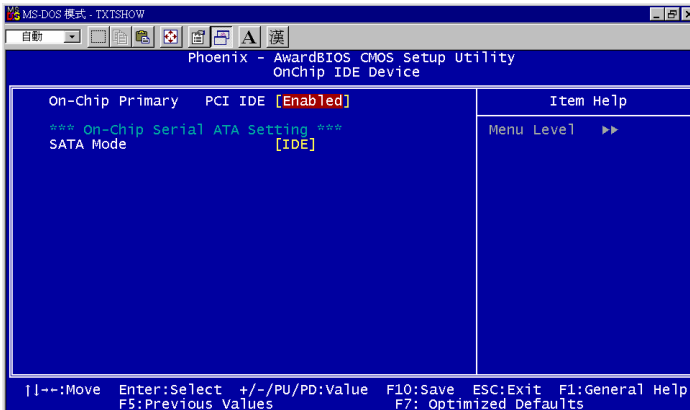 MS-DOS 模式 - TXTSHOW
自動
A 漢
Phoenix - AwardBIOS CMOS Setup Utility
OnChip IDE Device
On-Chip Primary PCI IDE [Enabled]
Item Help
*** On-Chip Serial ATA Setting ***
Menu Level ▶▶
SATA Mode [IDE]
↑↓→←:Move Enter:Select +/-/PU/PD:Value F10:Save ESC:Exit F1:General Help
F5:Previous Values F7: Optimized Defaults